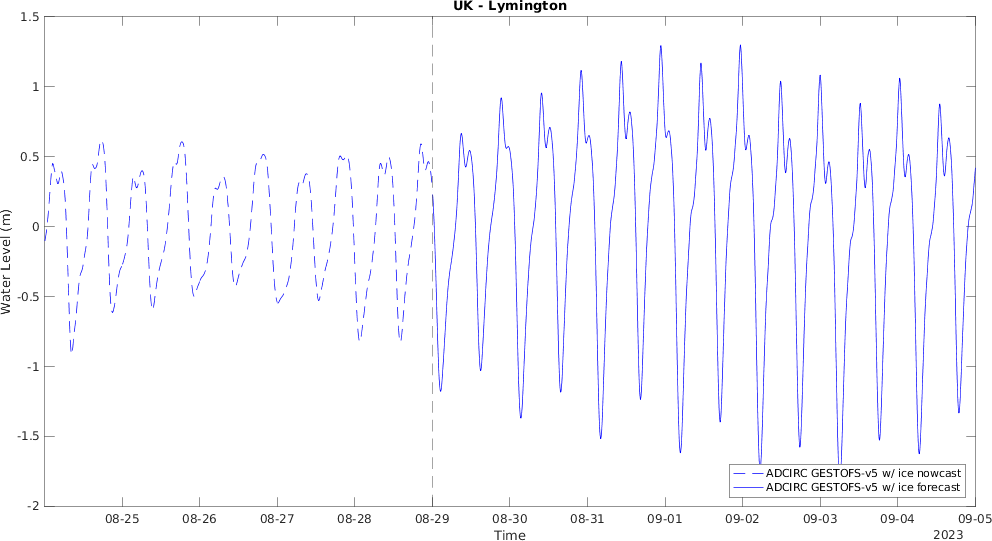 UK - Lymington
1.5
1
0.5
0
-0.5
-1
-1.5
-2
Water Level (m)
ADCIRC GESTOFS-v5 w/ ice nowcast
ADCIRC GESTOFS-v5 w/ ice forecast
08-25 08-26 08-27 08-28 08-29 08-30 08-31 09-01 09-02 09-03 09-04 09-05
Time
2023